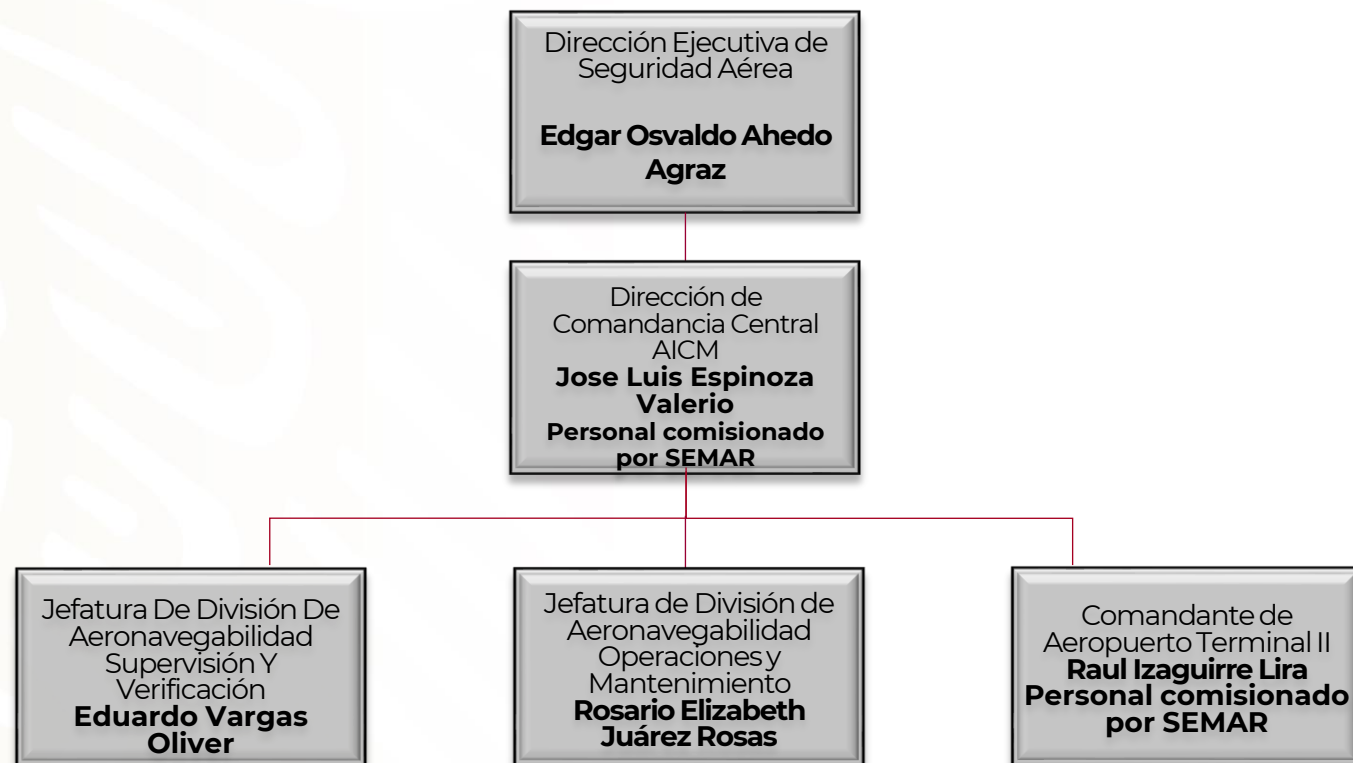 Dirección Ejecutiva de
Seguridad Aérea
Edgar Osvaldo Ahedo
Agraz
Dirección de
Comandancia Central
AICM
Jose Luis Espinoza
Valerio
Personal comisionado
por SEMAR
Jefatura De División De
Aeronavegabilidad
Supervisión Y
Verificación
Eduardo Vargas
Oliver
Jefatura de División de
Aeronavegabilidad
Operaciones y
Mantenimiento
Rosario Elizabeth
Juárez Rosas
Comandante de
Aeropuerto Terminal II
Raul Izaguirre Lira
Personal comisionado
por SEMAR